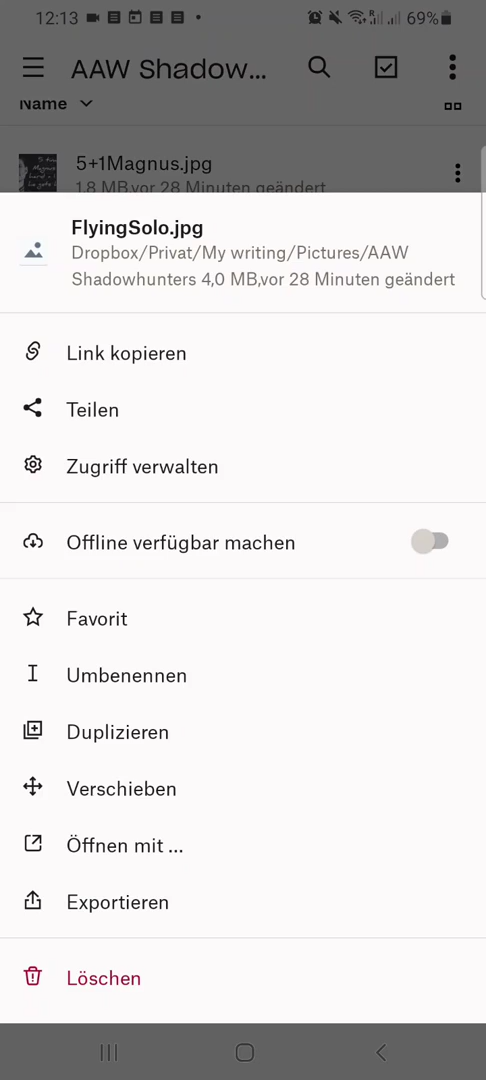 12:13
69%
AAW Shadow...
Name
5+1Magnus.jpg
1,8 MB,vor 28 Minuten geändert
FlyingSolo.jpg
Dropbox/Privat/My writing/Pictures/AAW
Shadowhunters 4,0 MB,vor 28 Minuten geändert
Link kopieren
Teilen
Zugriff verwalten
Offline verfügbar machen
Favorit
Umbenennen
Duplizieren
Verschieben
Öffnen mit ...
Exportieren
Löschen